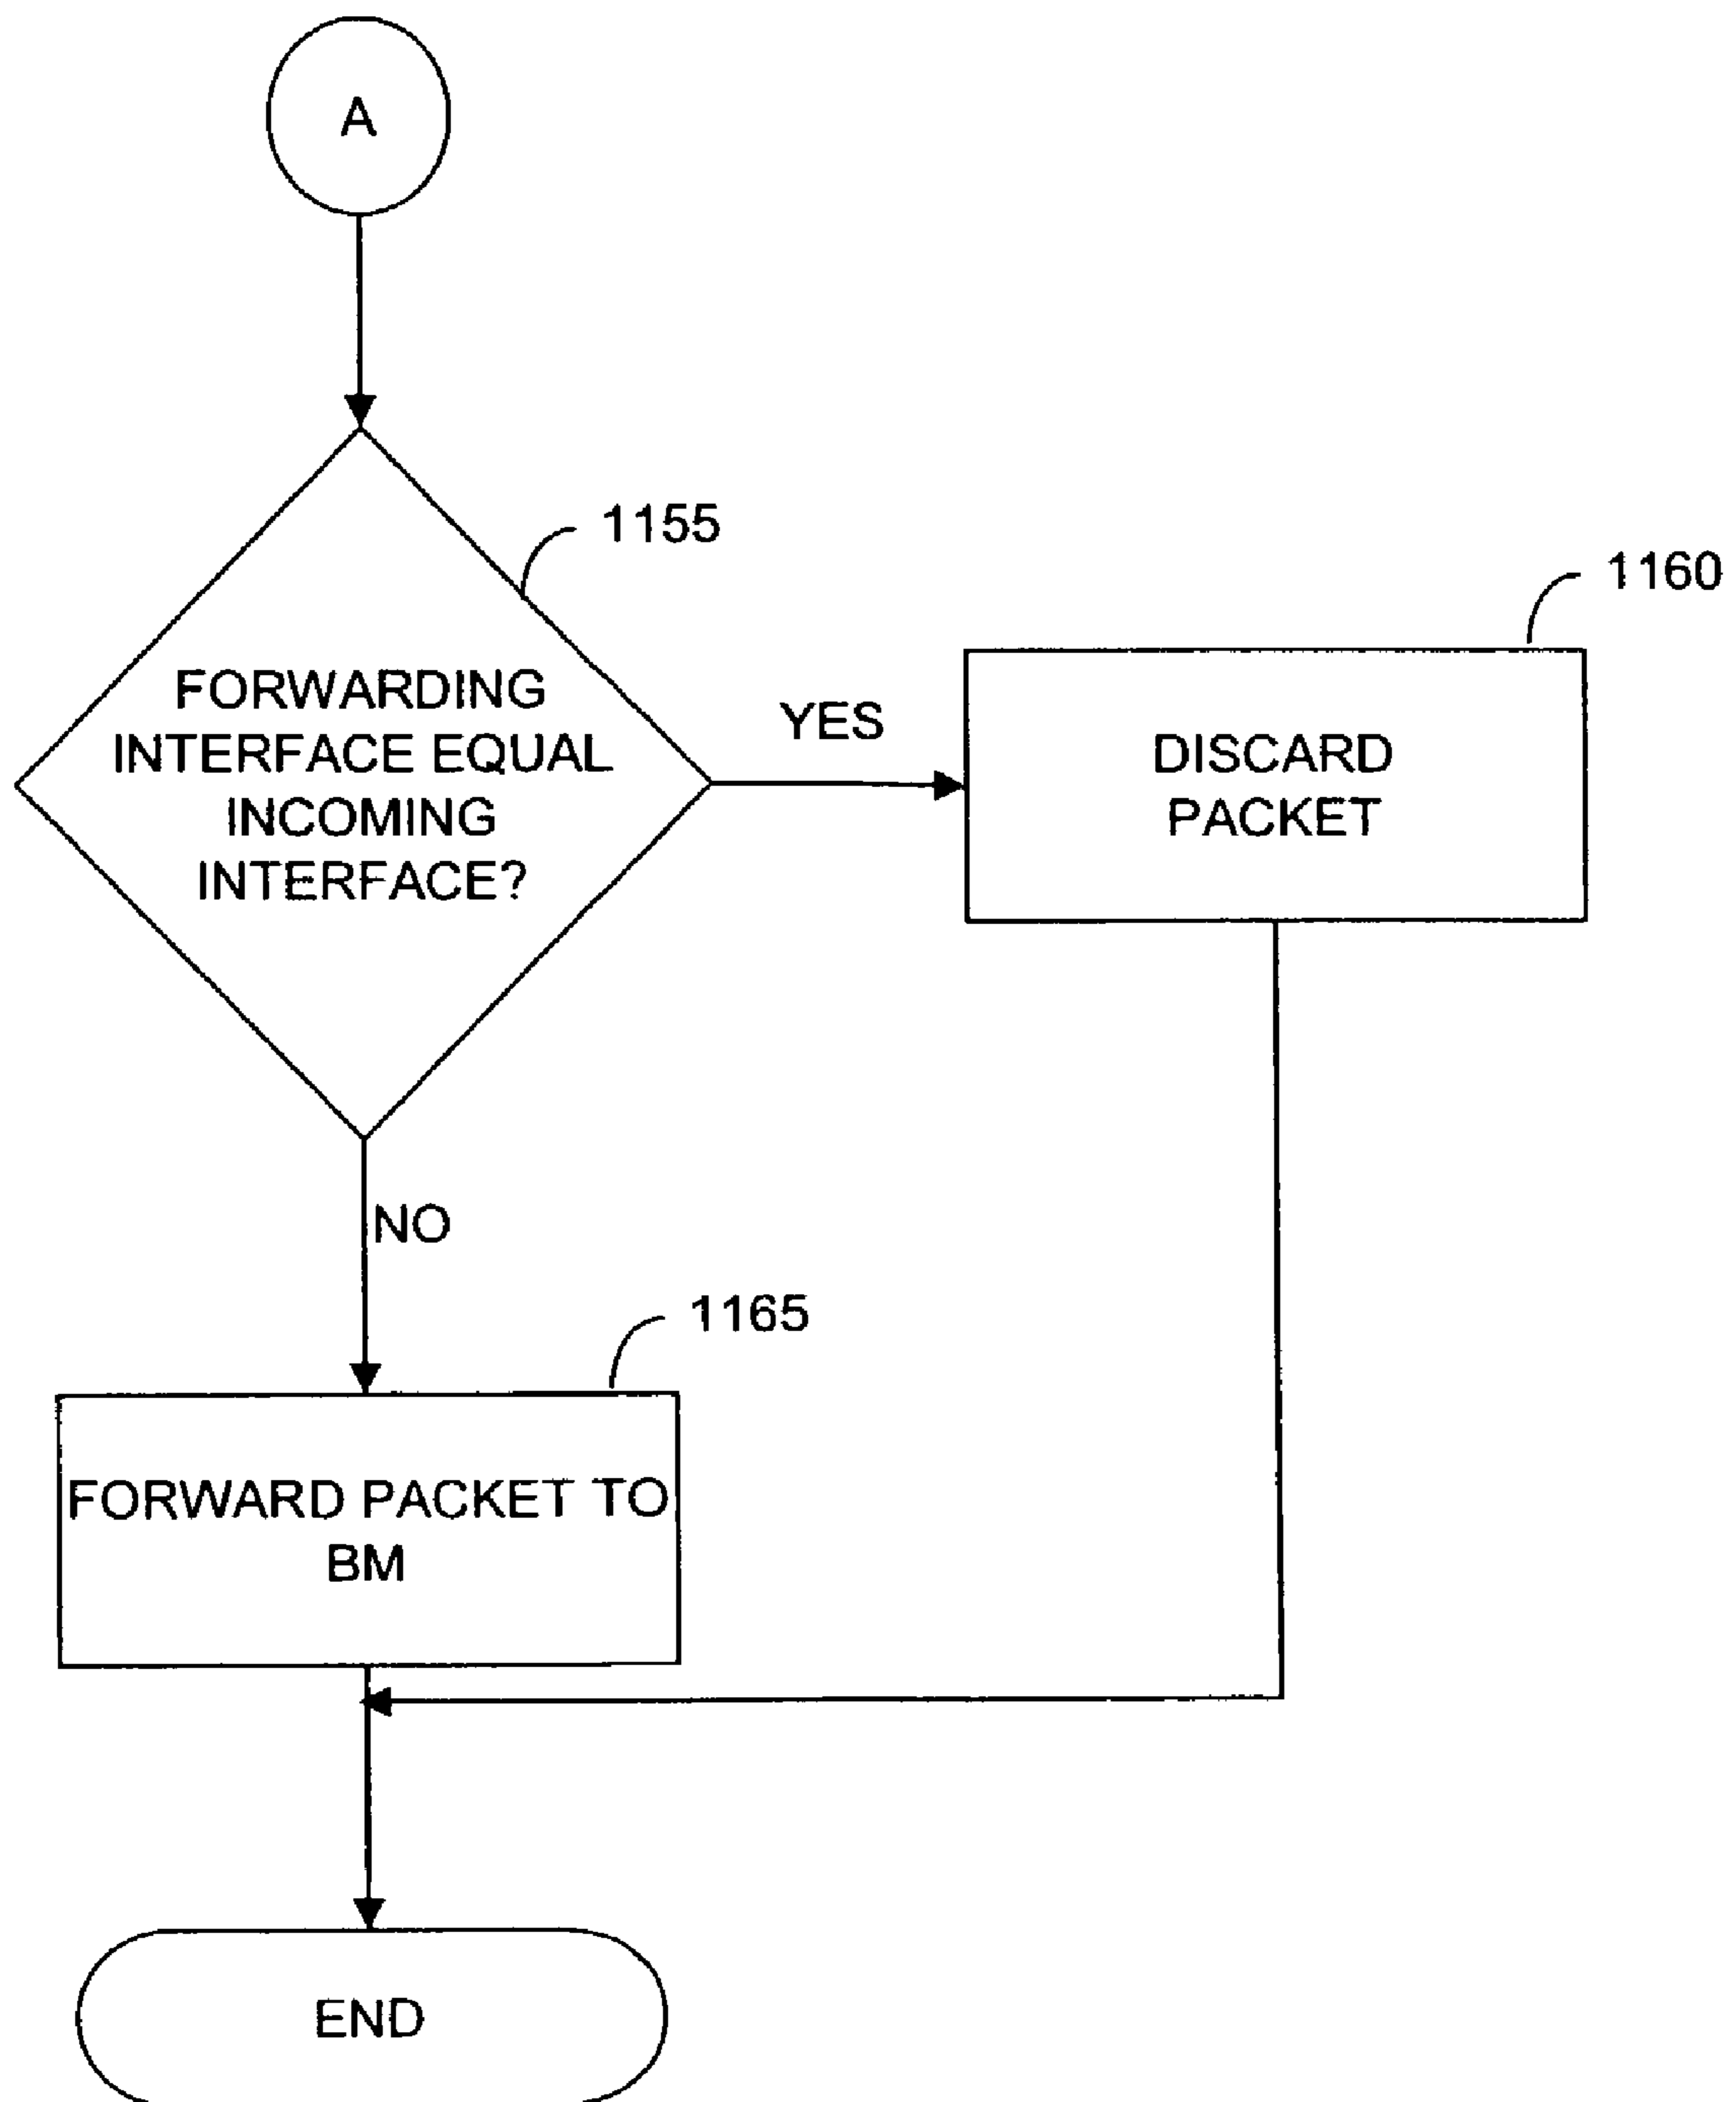 A
1155
FORWARDING
INTERFACE EQUAL
INCOMING
INTERFACE?
YES
1160
DISCARD
PACKET
NO
1165
FORWARD PACKET TO
BM
END